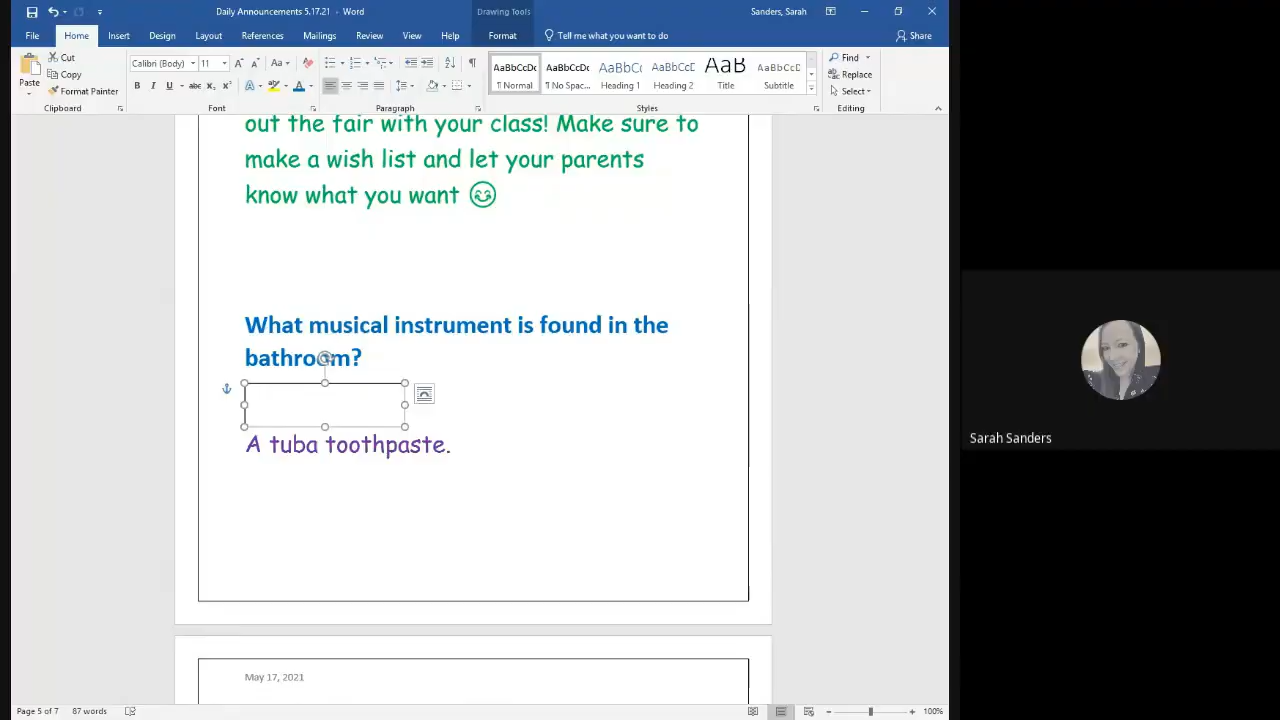 Daily Announcements 5.17.21 - Word
Drawing Tools
Sanders, Sarah
File Home Insert Design Layout References Mailings Review View Help Format Tell me what you want to do Share
Paste
Cut
Copy
Format Painter
Clipboard
Calibri (Body) 11
Font
Paragraph
AaBbCcDc AaBbCcDc AaBbCc AaBbCcD AaB AaBbCcD
¶ Normal ¶ No Spac... Heading 1 Heading 2 Title Subtitle
Styles
Find
Replace
Select
Editing
out the fair with your class! Make sure to
make a wish list and let your parents
know what you want 😊
What musical instrument is found in the
bathroom?
A tuba toothpaste.
May 17, 2021
Page 5 of 7 87 words
100%
Sarah Sanders